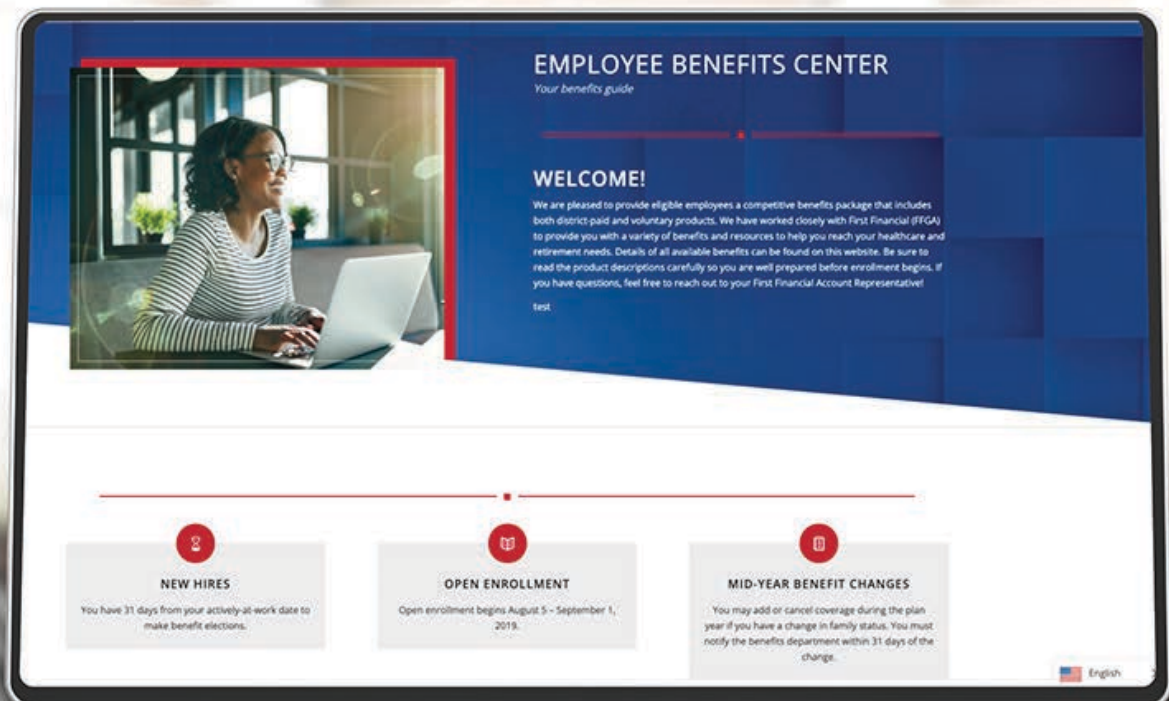 EMPLOYEE BENEFITS CENTER
Your benefits guide
WELCOME!
We are pleased to provide eligible employees a competitive benefits package that includes
both district-paid and voluntary products. We have worked closely with First Financial (FFGA)
to provide you with a variety of benefits and resources to help you reach your healthcare and
retirement needs. Details of all available benefits can be found on this website. Be sure to
read the product descriptions carefully so you are well prepared before enrollment begins. If
you have questions, feel free to reach out to your First Financial Account Representative!
test
NEW HIRES
You have 31 days from your actively-at-work date to
make benefit elections.
OPEN ENROLLMENT
Open enrollment begins August 5 – September 1,
2019.
MID-YEAR BENEFIT CHANGES
You may add or cancel coverage during the plan
year if you have a change in family status. You must
notify the benefits department within 31 days of the
change.
English